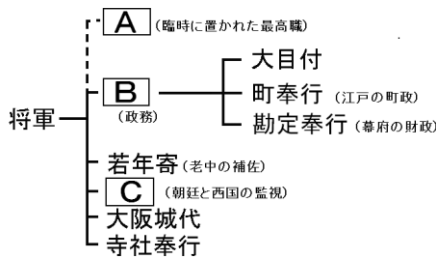 A (臨時に置かれた最高職)
大目付
B
町奉行 (江戸の町政)
(政務)
将軍
勘定奉行 (幕府の財政)
若年寄 (老中の補佐)
C (朝廷と西国の監視)
大阪城代
寺社奉行